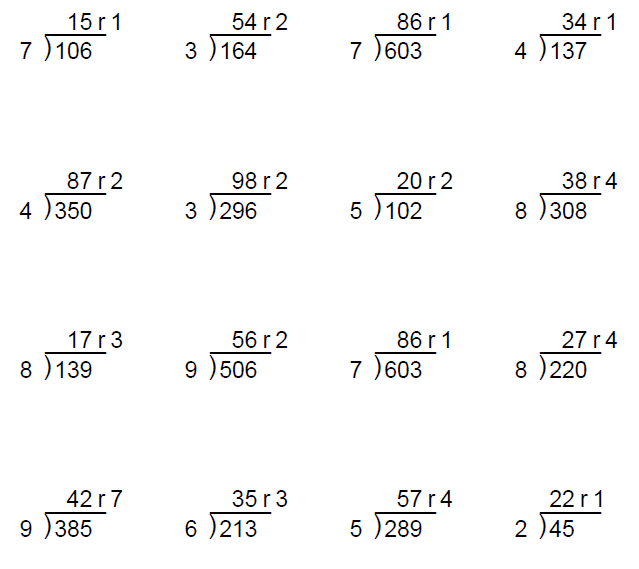 15 r 1 54 r 2 86 r 1 34 r 1
7 )106 3 )164 7 )603 4 )137
87 r 2 98 r 2 20 r 2 38 r 4
4 )350 3 )296 5 )102 8 )308
17 r 3 56 r 2 86 r 1 27 r 4
8 )139 9 )506 7 )603 8 )220
42 r 7 35 r 3 57 r 4 22 r 1
9 )385 6 )213 5 )289 2 )45